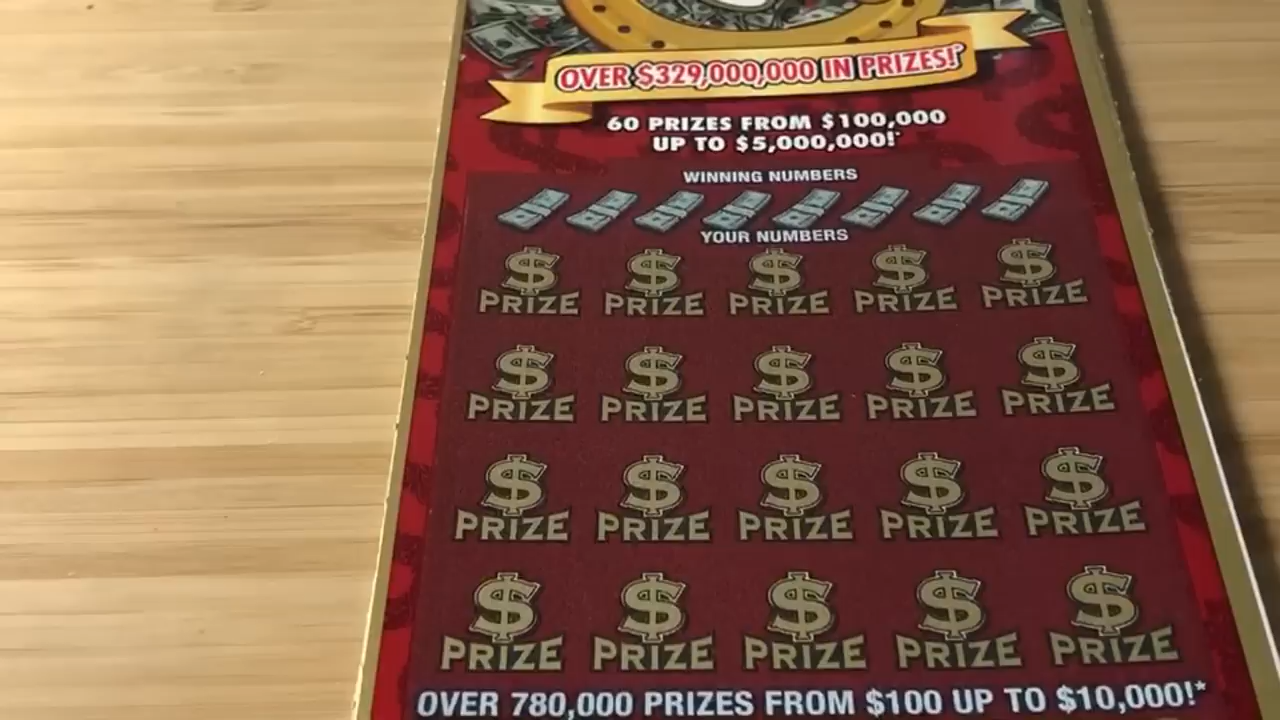 OVER $329,000,000 IN PRIZES!*
60 PRIZES FROM $100,000
UP TO $5,000,000!*
WINNING NUMBERS
YOUR NUMBERS
$ $ $ $ $
PRIZE PRIZE PRIZE PRIZE PRIZE
$ $ $ $ $
PRIZE PRIZE PRIZE PRIZE PRIZE
$ $ $ $ $
PRIZE PRIZE PRIZE PRIZE PRIZE
$ $ $ $ $
PRIZE PRIZE PRIZE PRIZE PRIZE
OVER 780,000 PRIZES FROM $100 UP TO $10,000!*